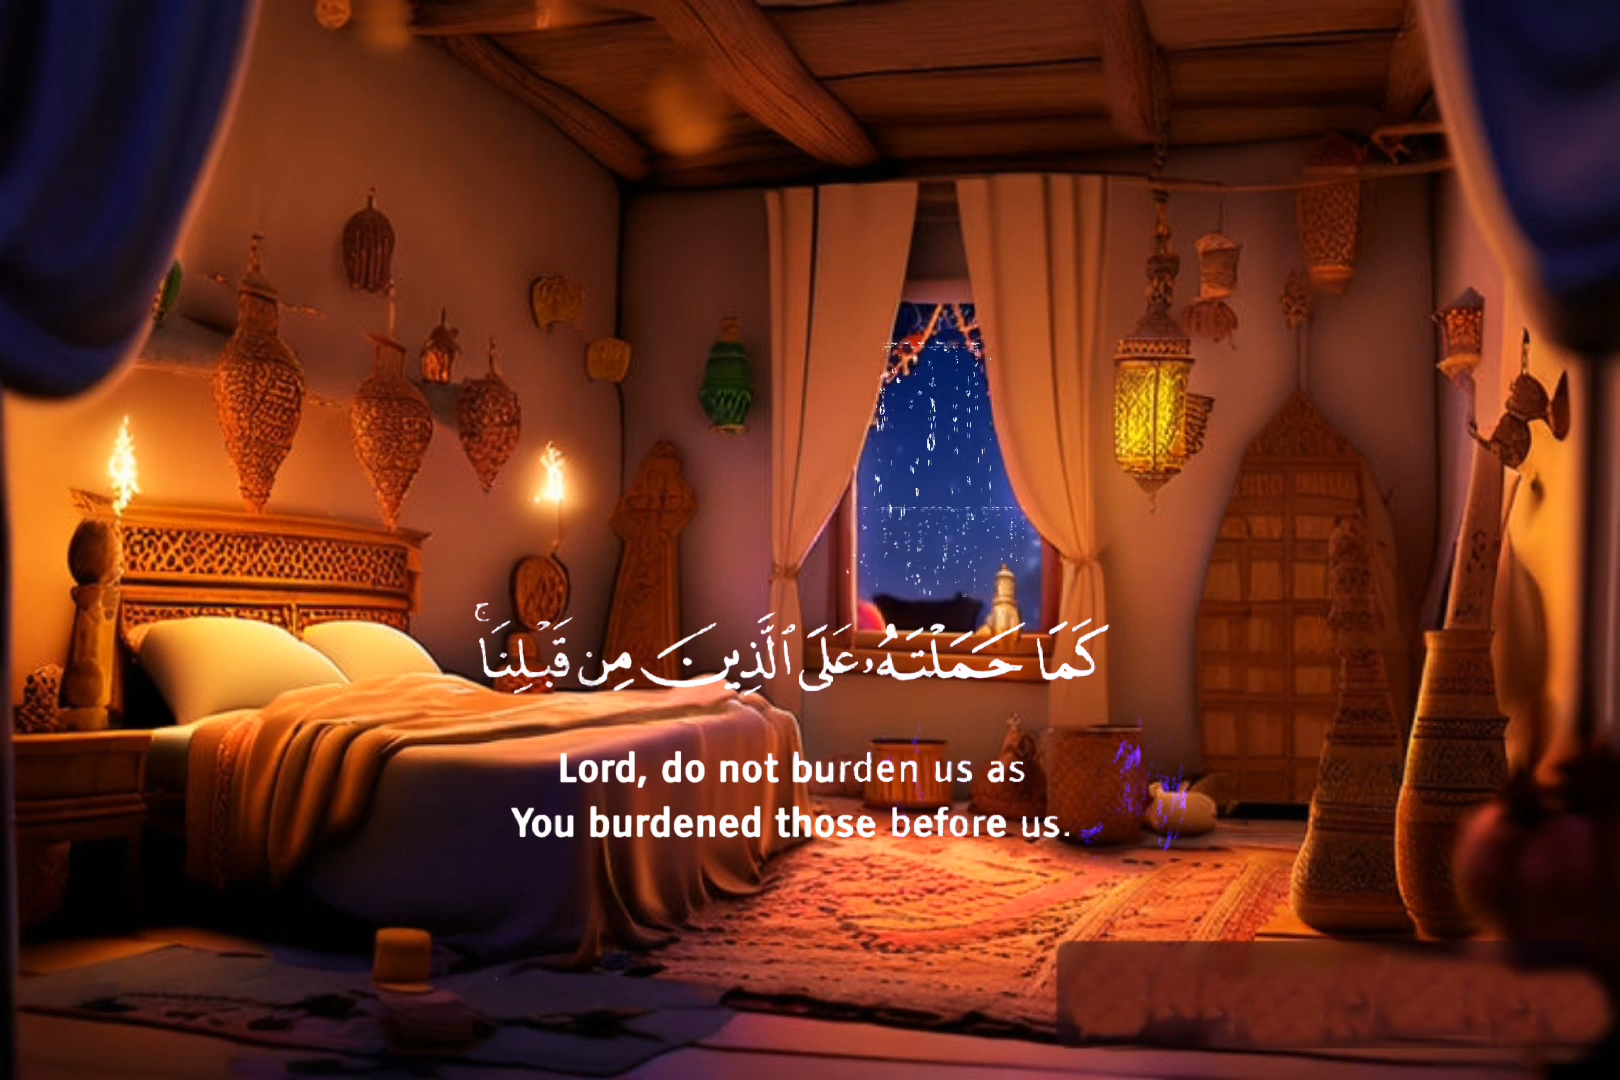 كَمَا حَمَلْتَهُۥ عَلَى ٱلَّذِينَ مِن قَبْلِنَا ۚ
Lord, do not burden us as
You burdened those before us.